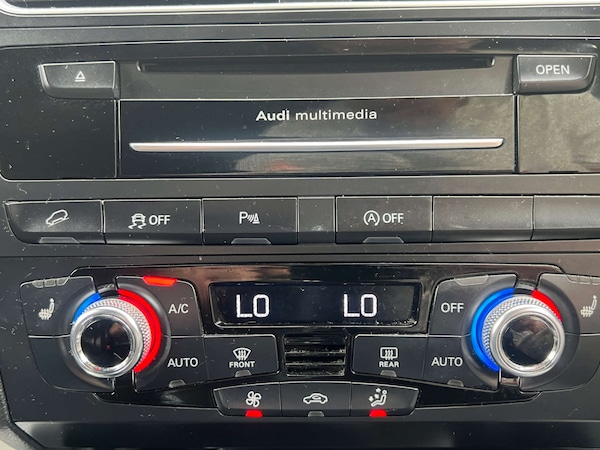 OPEN
Audi multimedia
OFF
P
A OFF
A/C
LO LO
OFF
AUTO
FRONT
REAR
AUTO